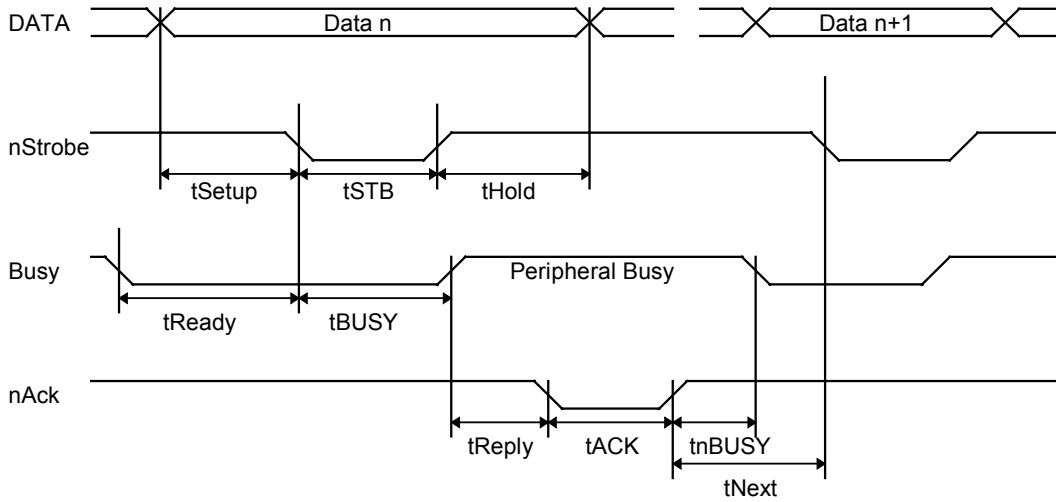 DATA Data n Data n+1
nStrobe
tSetup tSTB tHold
Busy Peripheral Busy
tReady tBUSY
nAck
tReply tACK tnBUSY
tNext